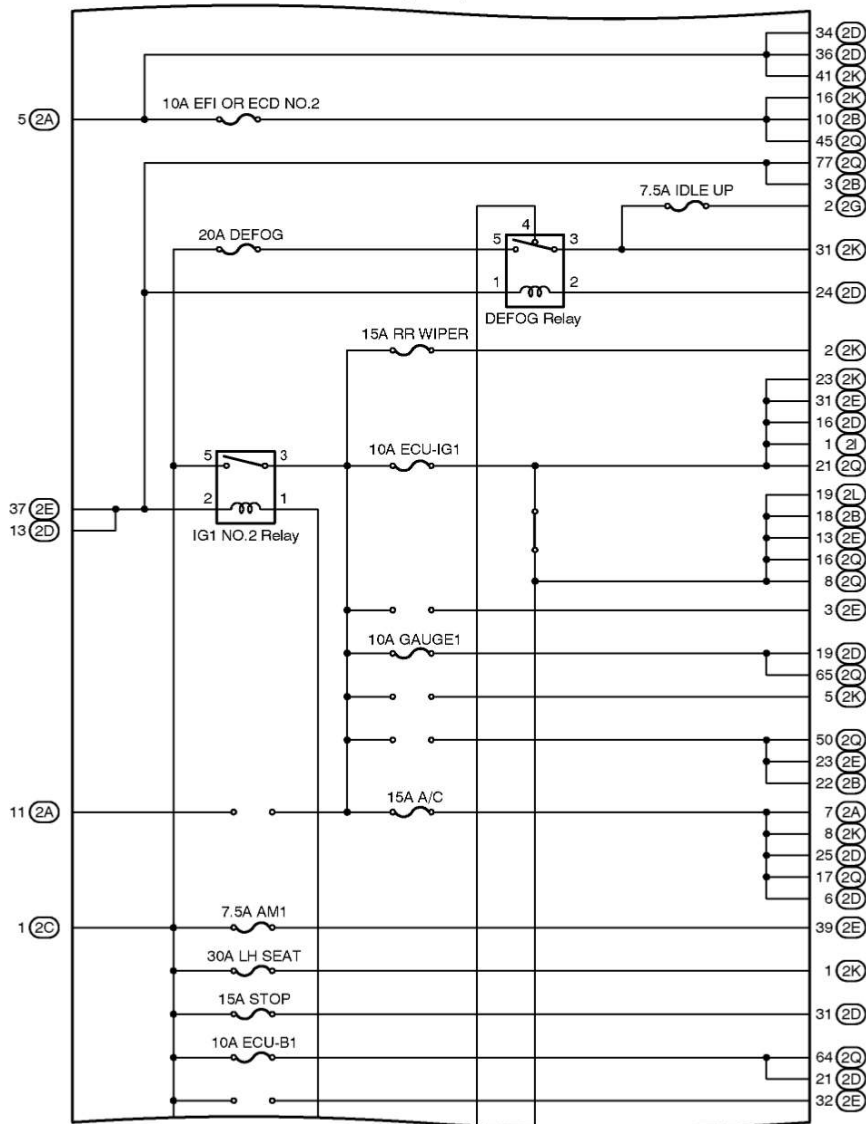 34 2D
36 2D
41 2K
10A EFI OR ECD NO.2
16 2K
5 2A
10 2B
45 2Q
77 2Q
3 2B
7.5A IDLE UP
2 2G
4
20A DEFOG
5 3
31 2K
1 2
24 2D
DEFOG Relay
15A RR WIPER
2 2K
23 2K
31 2E
16 2D
10A ECU-IG1
1 2I
5 3
21 2Q
19 2L
2 1
37 2E
18 2B
13 2D
IG1 NO.2 Relay
13 2E
16 2Q
8 2Q
3 2E
10A GAUGE1
19 2D
65 2Q
5 2K
50 2Q
23 2E
22 2B
15A A/C
11 2A
7 2A
8 2K
25 2D
17 2Q
6 2D
7.5A AM1
1 2C
39 2E
30A LH SEAT
1 2K
15A STOP
31 2D
10A ECU-B1
64 2Q
21 2D
32 2E